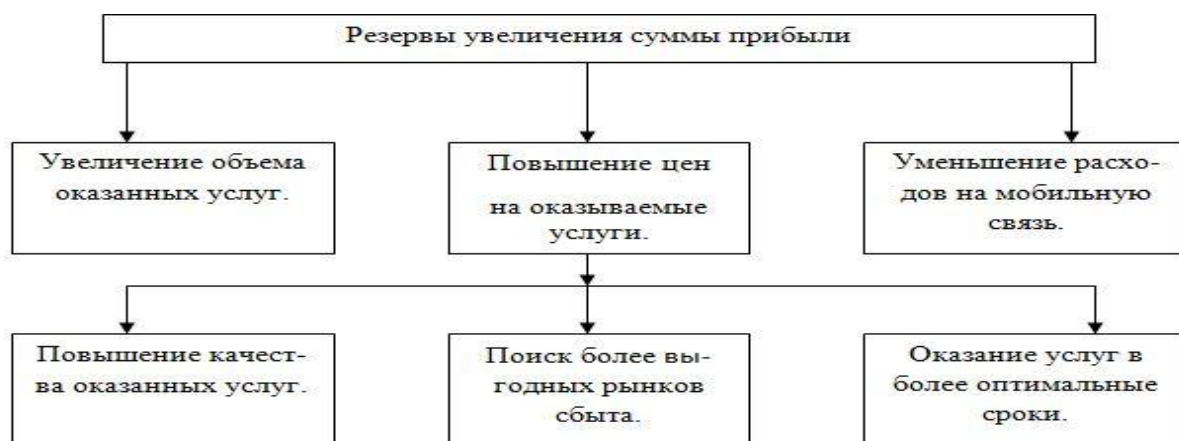 Резервы увеличения суммы прибыли
Увеличение объема
оказанных услуг.
Повышение цен
на оказываемые
услуги.
Уменьшение расхо-
дов на мобильную
связь.
Повышение качест-
ва оказанных услуг.
Поиск более вы-
годных рынков
сбыта.
Оказание услуг в
более оптимальные
сроки.